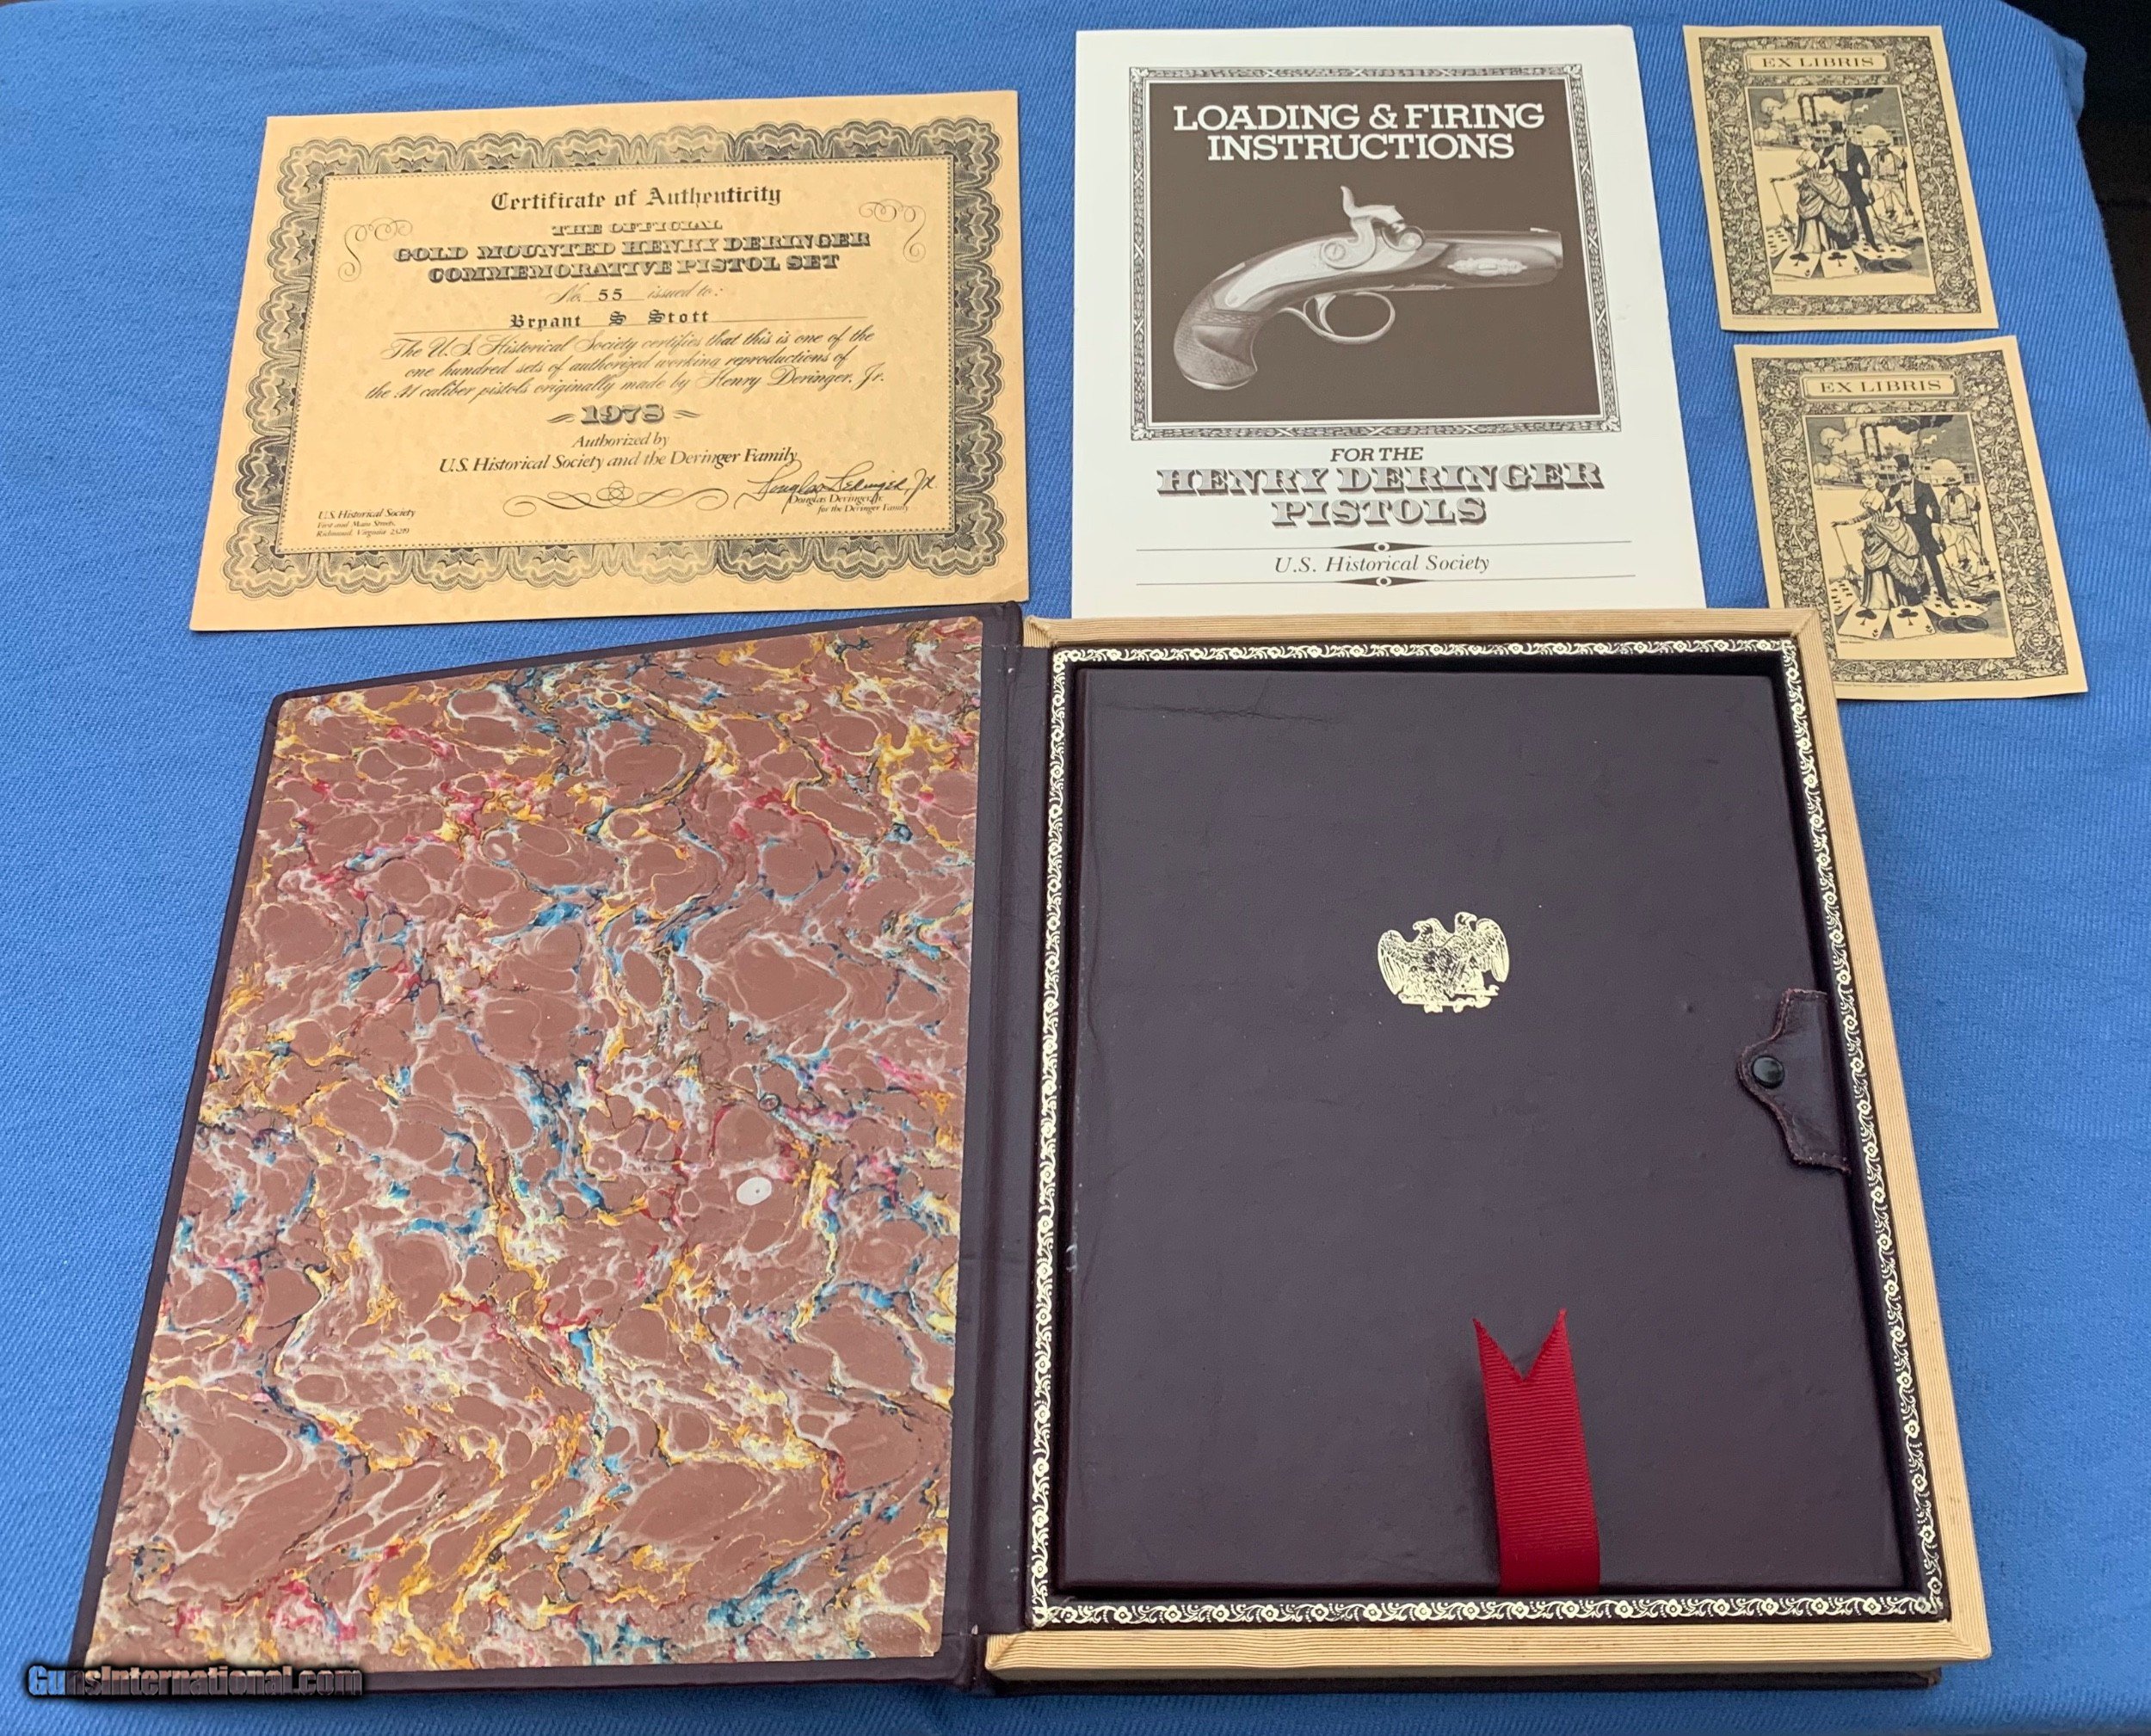 Certificate of Authenticity
THE OFFICIAL
GOLD MOUNTED HENRY DERINGER
COMMEMORATIVE PISTOL SET
No. 55 issued to:
Bryant S Stott
The U.S. Historical Society certifies that this is one of the
one hundred sets of authorized working reproductions of
the .41 caliber pistols originally made by Henry Deringer, Jr.
1978
Authorized by
U.S. Historical Society and the Deringer Family
Douglas Deringer, Jr.
Douglas Deringer, Jr.
for the Deringer Family
U.S. Historical Society
First and Main Streets,
Richmond, Virginia 23219
LOADING & FIRING
INSTRUCTIONS
FOR THE
HENRY DERINGER
PISTOLS
U.S. Historical Society
EX LIBRIS
EX LIBRIS
GunsInternational.com